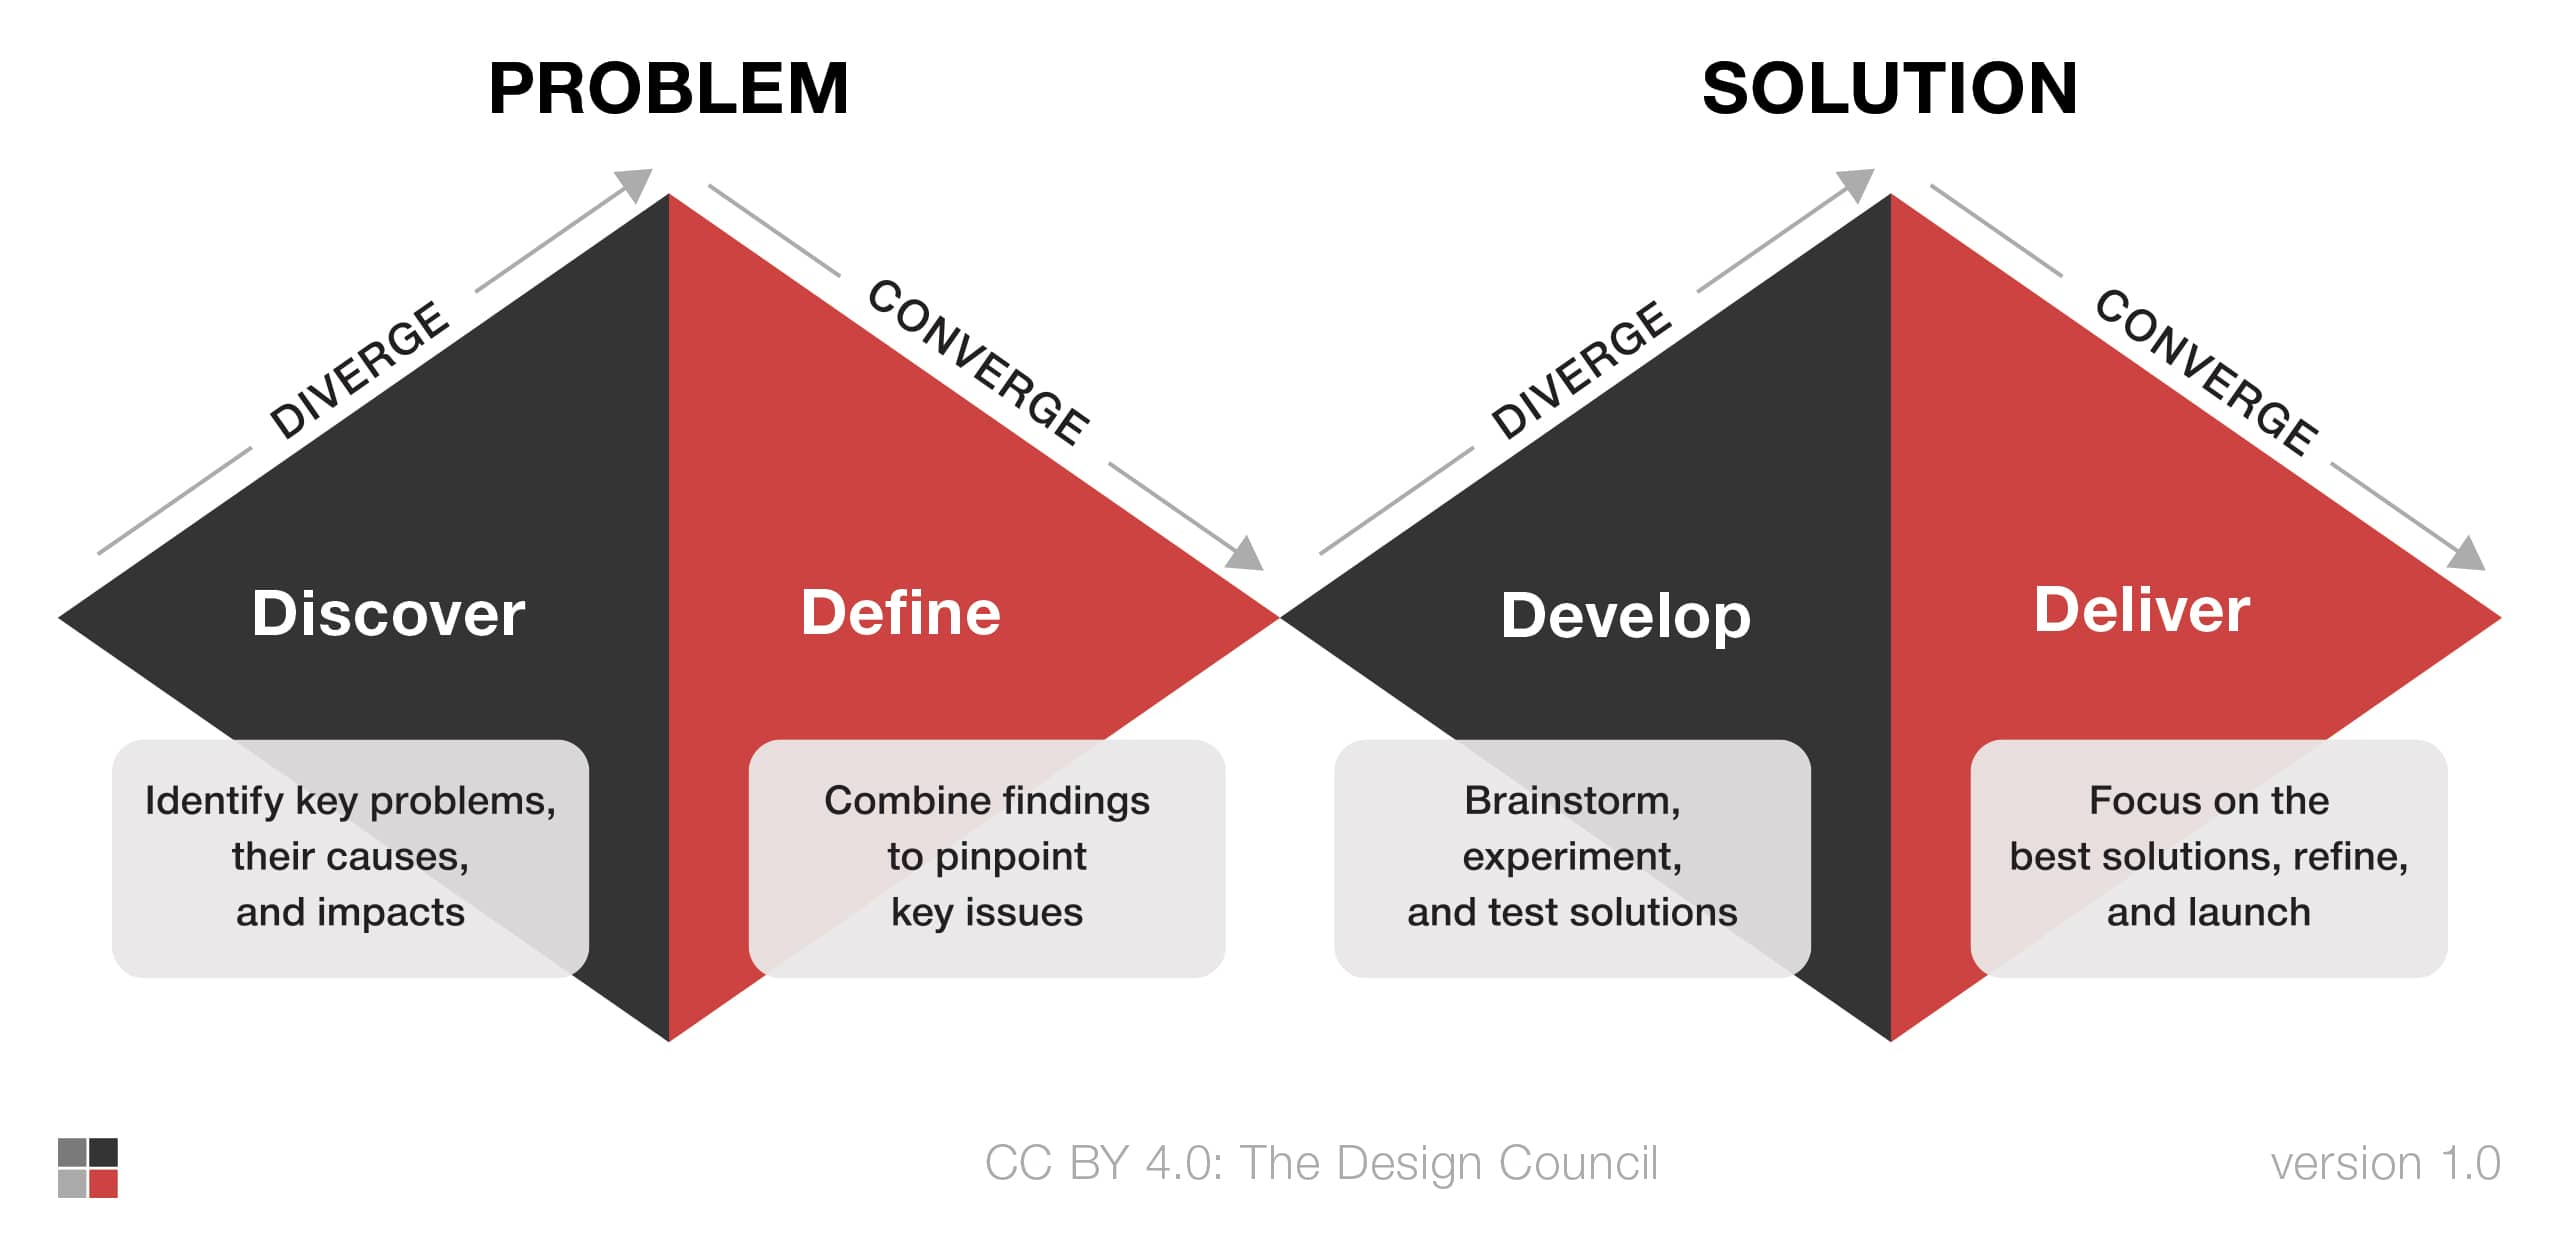 PROBLEM
SOLUTION
DIVERGE
CONVERGE
DIVERGE
CONVERGE
Discover
Define
Develop
Deliver
Identify key problems,
their causes,
and impacts
Combine findings
to pinpoint
key issues
Brainstorm,
experiment,
and test solutions
Focus on the
best solutions, refine,
and launch
CC BY 4.0: The Design Council
version 1.0